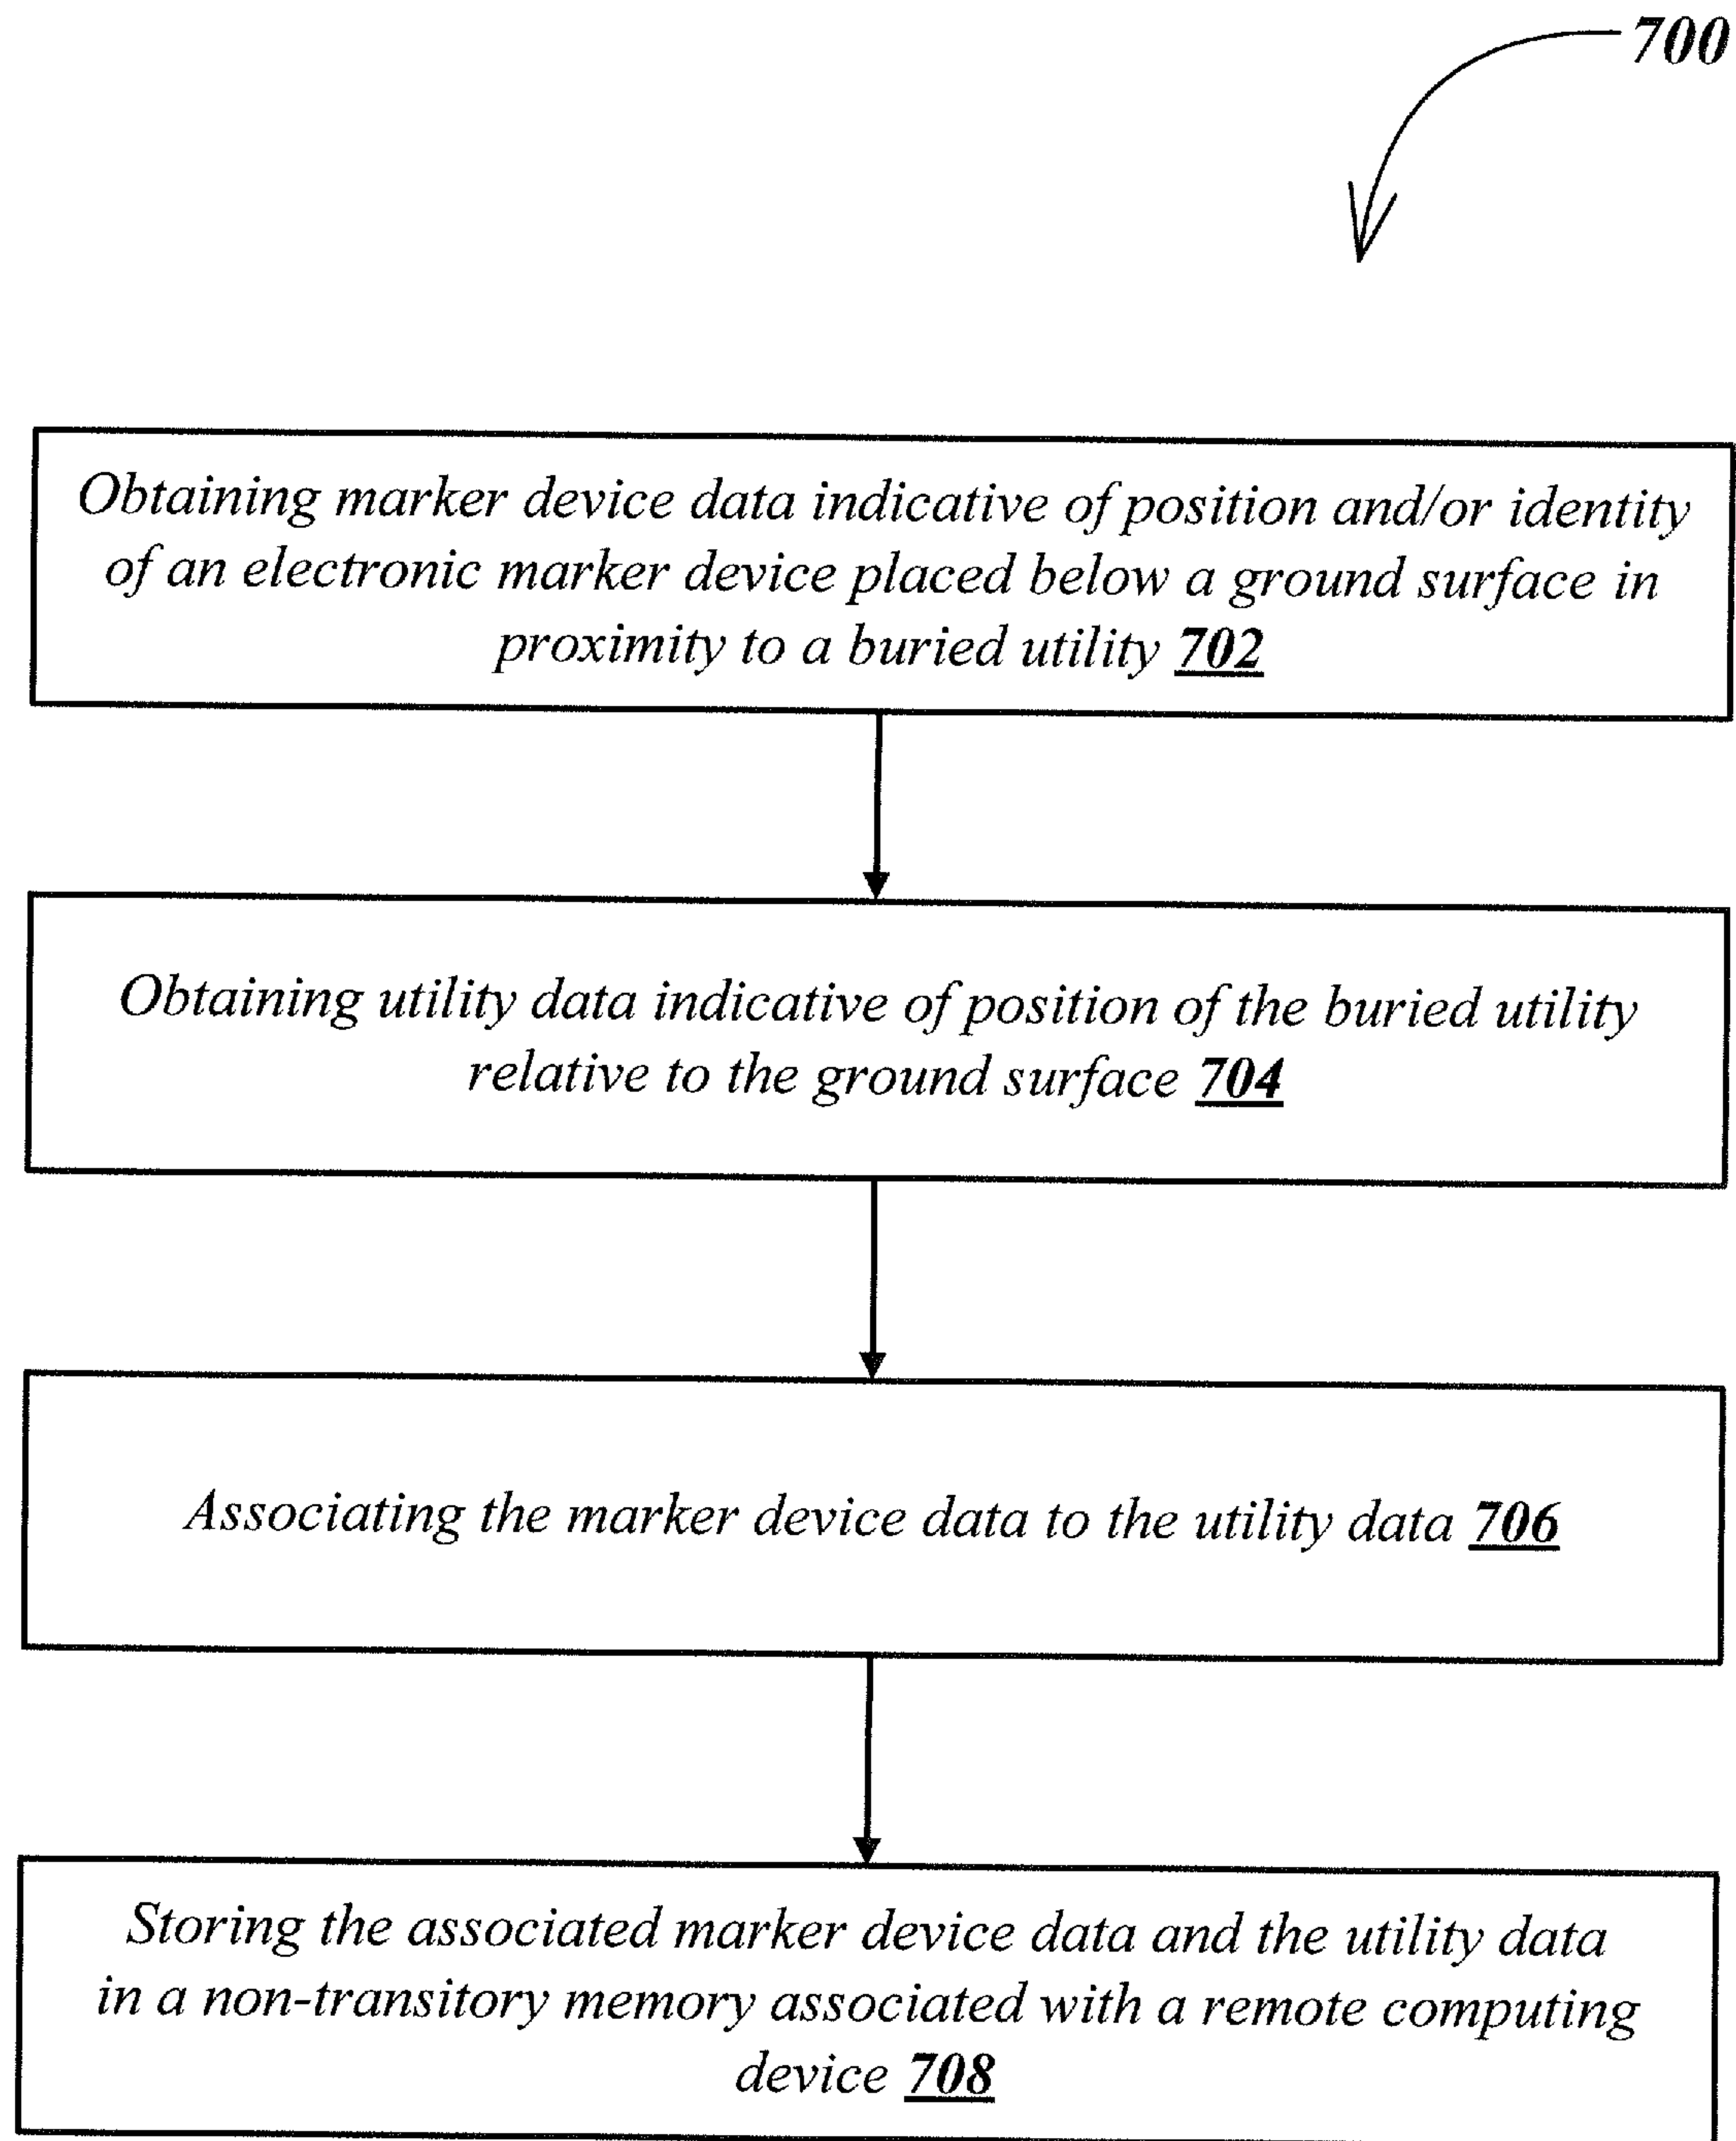 700
Obtaining marker device data indicative of position and/or identity
of an electronic marker device placed below a ground surface in
proximity to a buried utility 702
Obtaining utility data indicative of position of the buried utility
relative to the ground surface 704
Associating the marker device data to the utility data 706
Storing the associated marker device data and the utility data
in a non-transitory memory associated with a remote computing
device 708